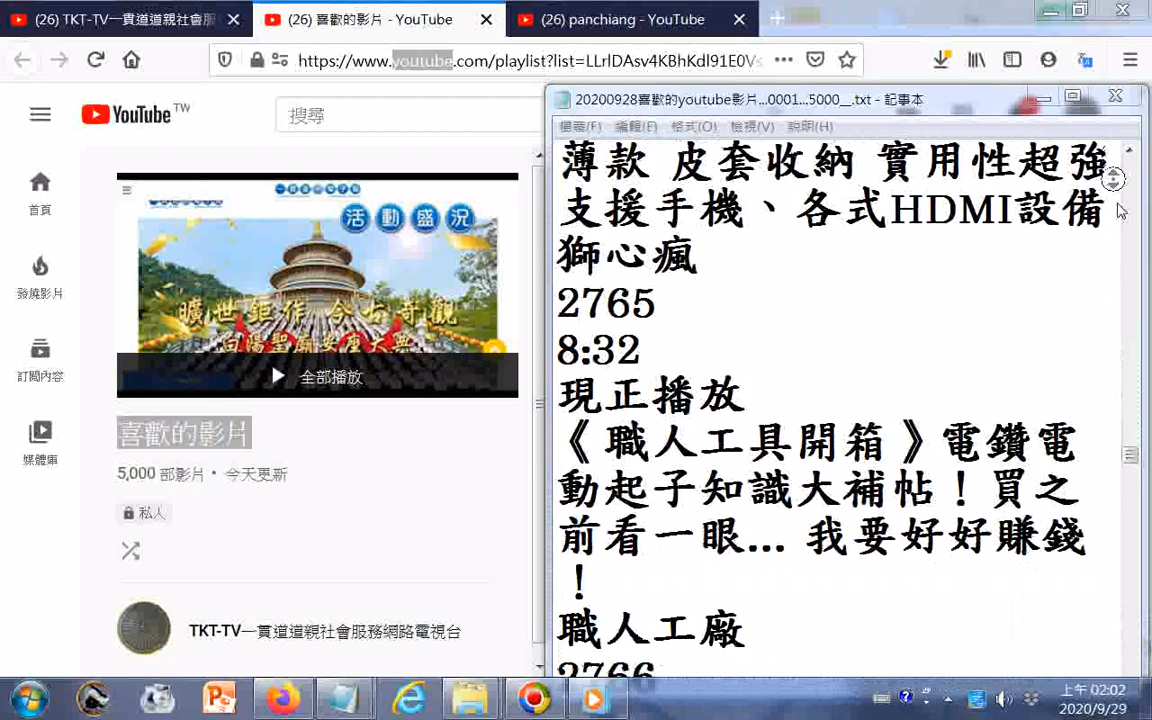 (26) TKT-TV一貫道道親社會服
(26) 喜歡的影片 - YouTube
(26) panchiang - YouTube
https://www.youtube.com/playlist?list=LLrlDAsv4KBhKdl91E0Vs
YouTube TW
搜尋
首頁
發燒影片
訂閱內容
媒體庫
活動盛況
曠世鉅作 今古奇觀
全部播放
喜歡的影片
5,000 部影片 • 今天更新
私人
TKT-TV一貫道道親社會服務網路電視台
20200928喜歡的youtube影片...0001...5000__.txt - 記事本
檔案(F) 編輯(E) 格式(O) 檢視(V) 說明(H)
薄款 皮套收納 實用性超強
支援手機、各式HDMI設備
獅心瘋
2765
8:32
現正播放
《 職人工具開箱 》電鑽電
動起子知識大補帖！買之
前看一眼... 我要好好賺錢
！
職人工廠
2766
上午 02:02
2020/9/29